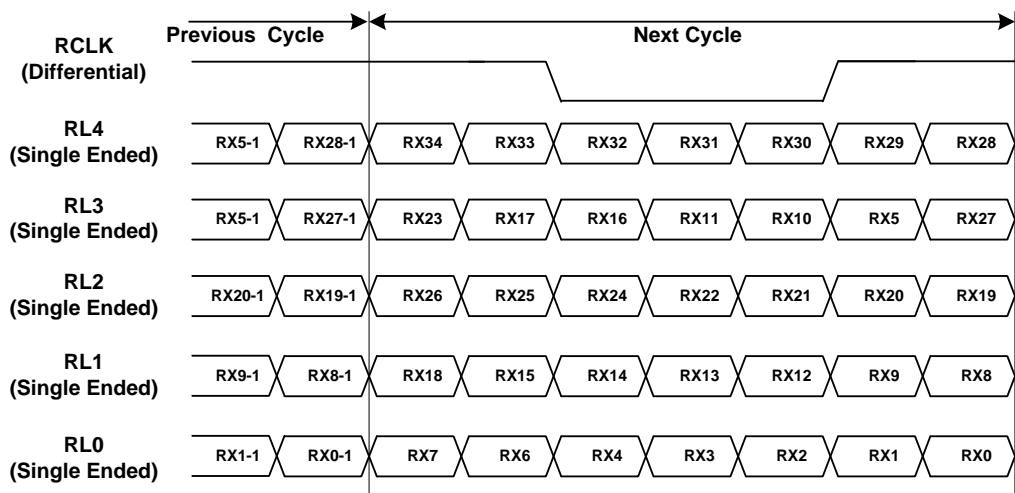 Previous Cycle Next Cycle
RCLK
(Differential)
RL4
(Single Ended)
RX5-1 RX28-1 RX34 RX33 RX32 RX31 RX30 RX29 RX28
RL3
(Single Ended)
RX5-1 RX27-1 RX23 RX17 RX16 RX11 RX10 RX5 RX27
RL2
(Single Ended)
RX20-1 RX19-1 RX26 RX25 RX24 RX22 RX21 RX20 RX19
RL1
(Single Ended)
RX9-1 RX8-1 RX18 RX15 RX14 RX13 RX12 RX9 RX8
RL0
(Single Ended)
RX1-1 RX0-1 RX7 RX6 RX4 RX3 RX2 RX1 RX0